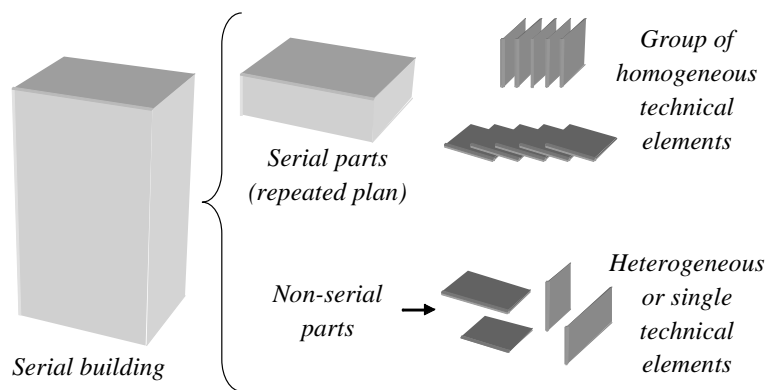 Serial building
Serial parts
(repeated plan)
Group of
homogeneous
technical
elements
Non-serial
parts
Heterogeneous
or single
technical
elements